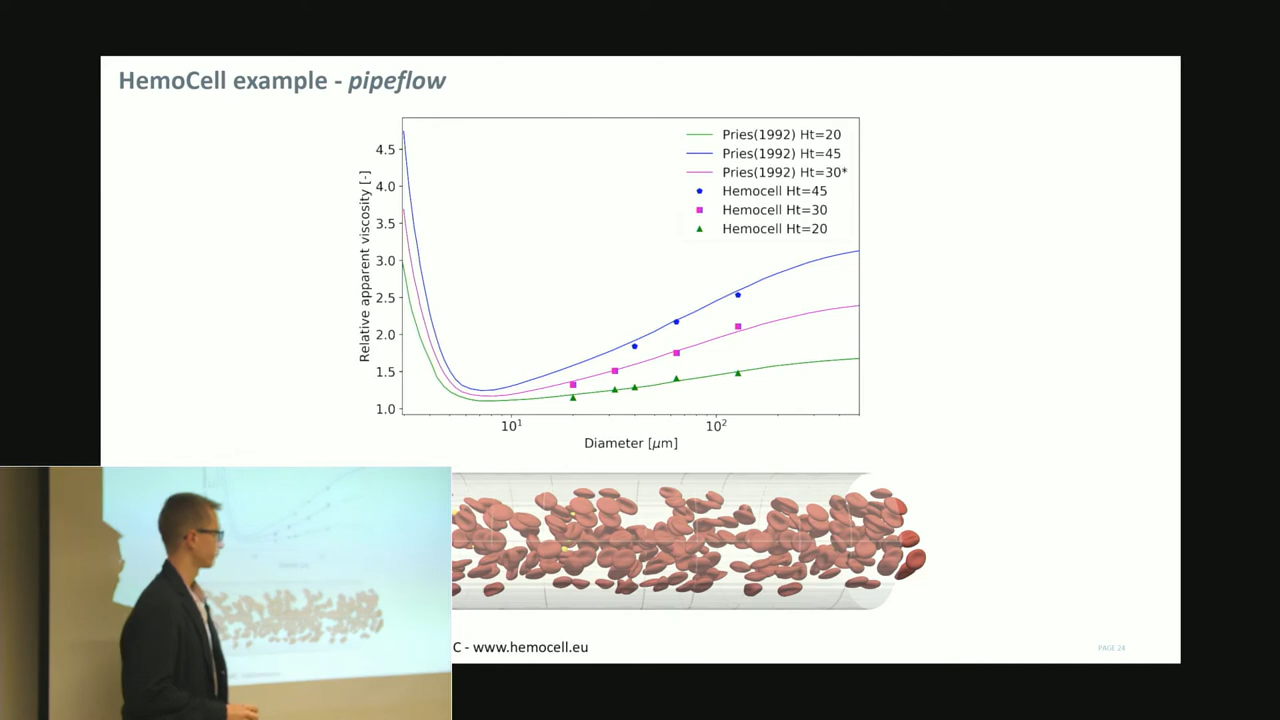 HemoCell example - pipeflow
Pries(1992) Ht=20
Pries(1992) Ht=45
Pries(1992) Ht=30*
Hemocell Ht=45
Hemocell Ht=30
Hemocell Ht=20
Relative apparent viscosity [-]
4.5
4.0
3.5
3.0
2.5
2.0
1.5
1.0
10¹
10²
Diameter [μm]
C - www.hemocell.eu
PAGE 24